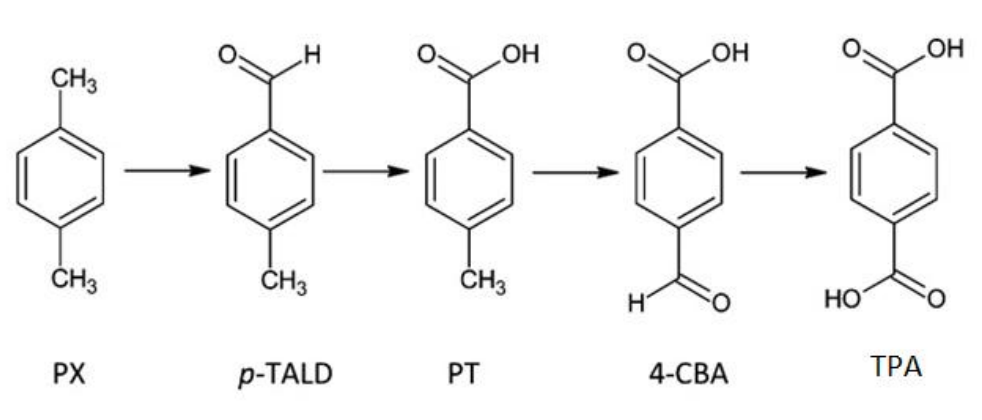 CH₃
CH₃
PX
O H
CH₃
p-TALD
O OH
CH₃
PT
O OH
H O
4-CBA
O OH
HO O
TPA